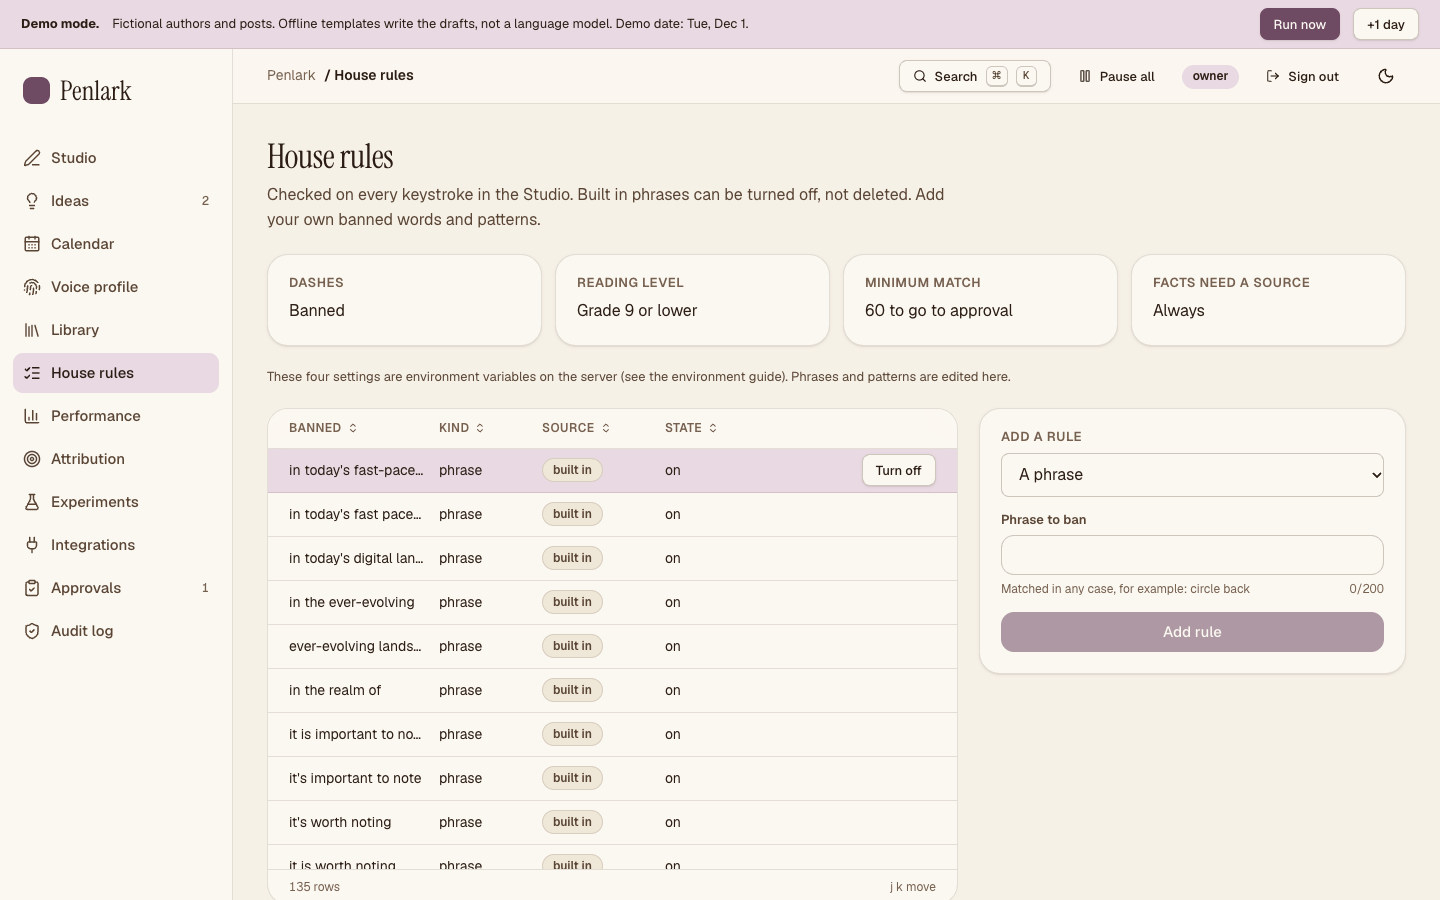 Demo mode. Fictional authors and posts. Offline templates write the drafts, not a language model. Demo date: Tue, Dec 1.
Run now
+1 day
Penlark
Penlark / House rules
Search ⌘ K
Pause all
owner
Sign out
Studio
Ideas 2
Calendar
Voice profile
Library
House rules
Performance
Attribution
Experiments
Integrations
Approvals 1
Audit log
House rules
Checked on every keystroke in the Studio. Built in phrases can be turned off, not deleted. Add
your own banned words and patterns.
DASHES
Banned
READING LEVEL
Grade 9 or lower
MINIMUM MATCH
60 to go to approval
FACTS NEED A SOURCE
Always
These four settings are environment variables on the server (see the environment guide). Phrases and patterns are edited here.
BANNED KIND SOURCE STATE
in today's fast-pace... phrase built in on Turn off
in today's fast pace... phrase built in on
in today's digital lan... phrase built in on
in the ever-evolving phrase built in on
ever-evolving lands... phrase built in on
in the realm of phrase built in on
it is important to no... phrase built in on
it's important to note phrase built in on
it's worth noting phrase built in on
it is worth noting phrase built in on
135 rows j k move
ADD A RULE
A phrase
Phrase to ban
Matched in any case, for example: circle back 0/200
Add rule